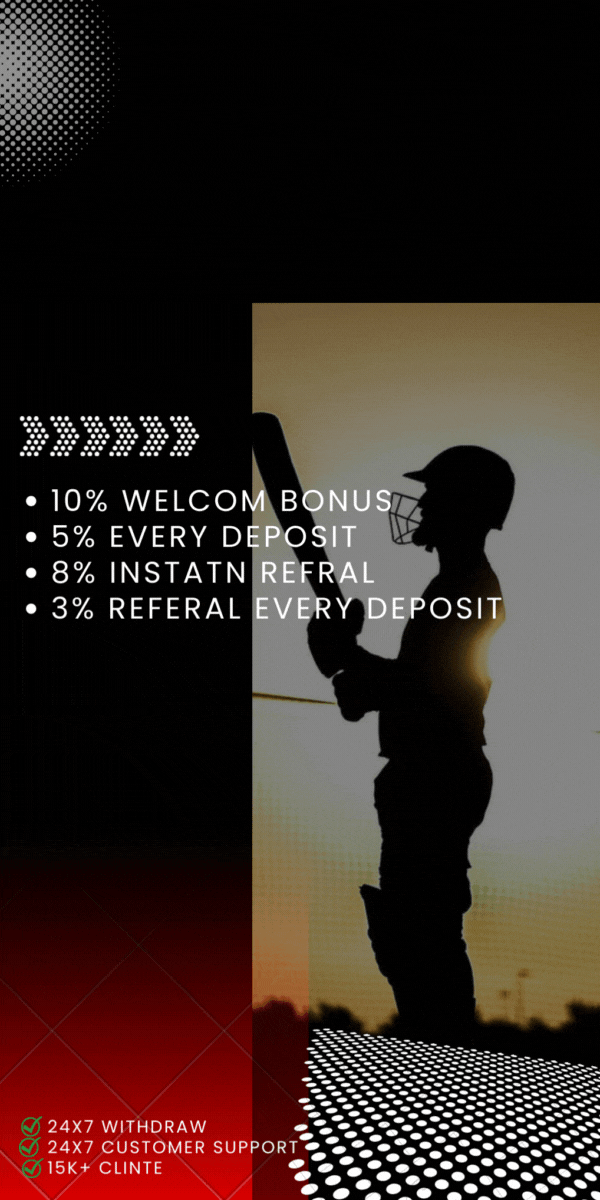 10% WELCOM BONUS
5% EVERY DEPOSIT
8% INSTATN REFRAL
3% REFERAL EVERY DEPOSIT
24X7 WITHDRAW
24X7 CUSTOMER SUPPORT
15K+ CLINTE